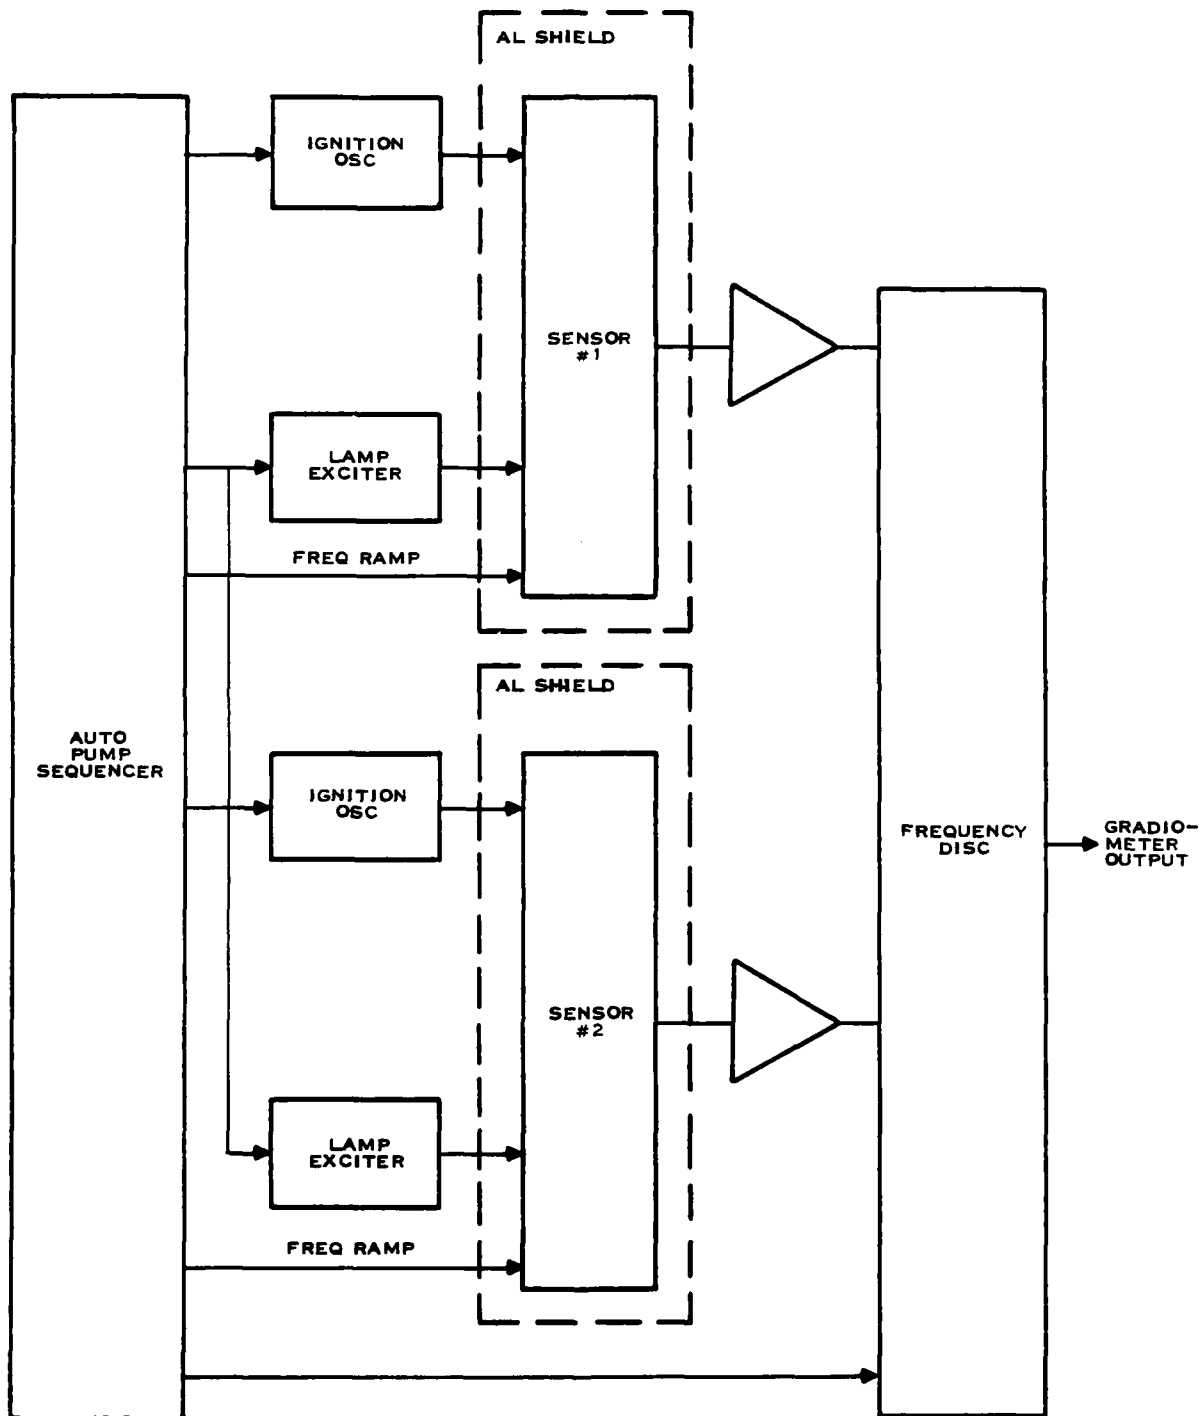 AL SHIELD
IGNITION
OSC
SENSOR
#1
LAMP
EXCITER
FREQ RAMP
AL SHIELD
AUTO
PUMP
SEQUENCER
IGNITION
OSC
FREQUENCY
DISC
GRADIO-
METER
OUTPUT
SENSOR
#2
LAMP
EXCITER
FREQ RAMP